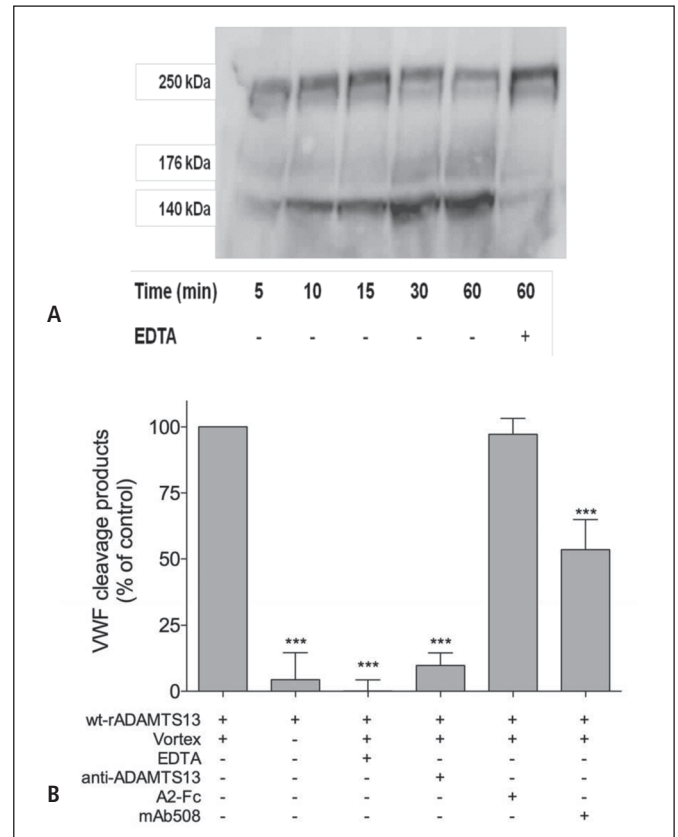 250 kDa
176 kDa
140 kDa
Time (min) 5 10 15 30 60 60
A
EDTA - - - - - +
VWF cleavage products
(% of control)
100
75
50
25
0
*** *** *** ***
wt-rADAMTS13 + + + + + +
Vortex + - + + + +
EDTA - - + - - -
anti-ADAMTS13 - - - + - -
A2-Fc - - - - + -
B
mAb508 - - - - - +